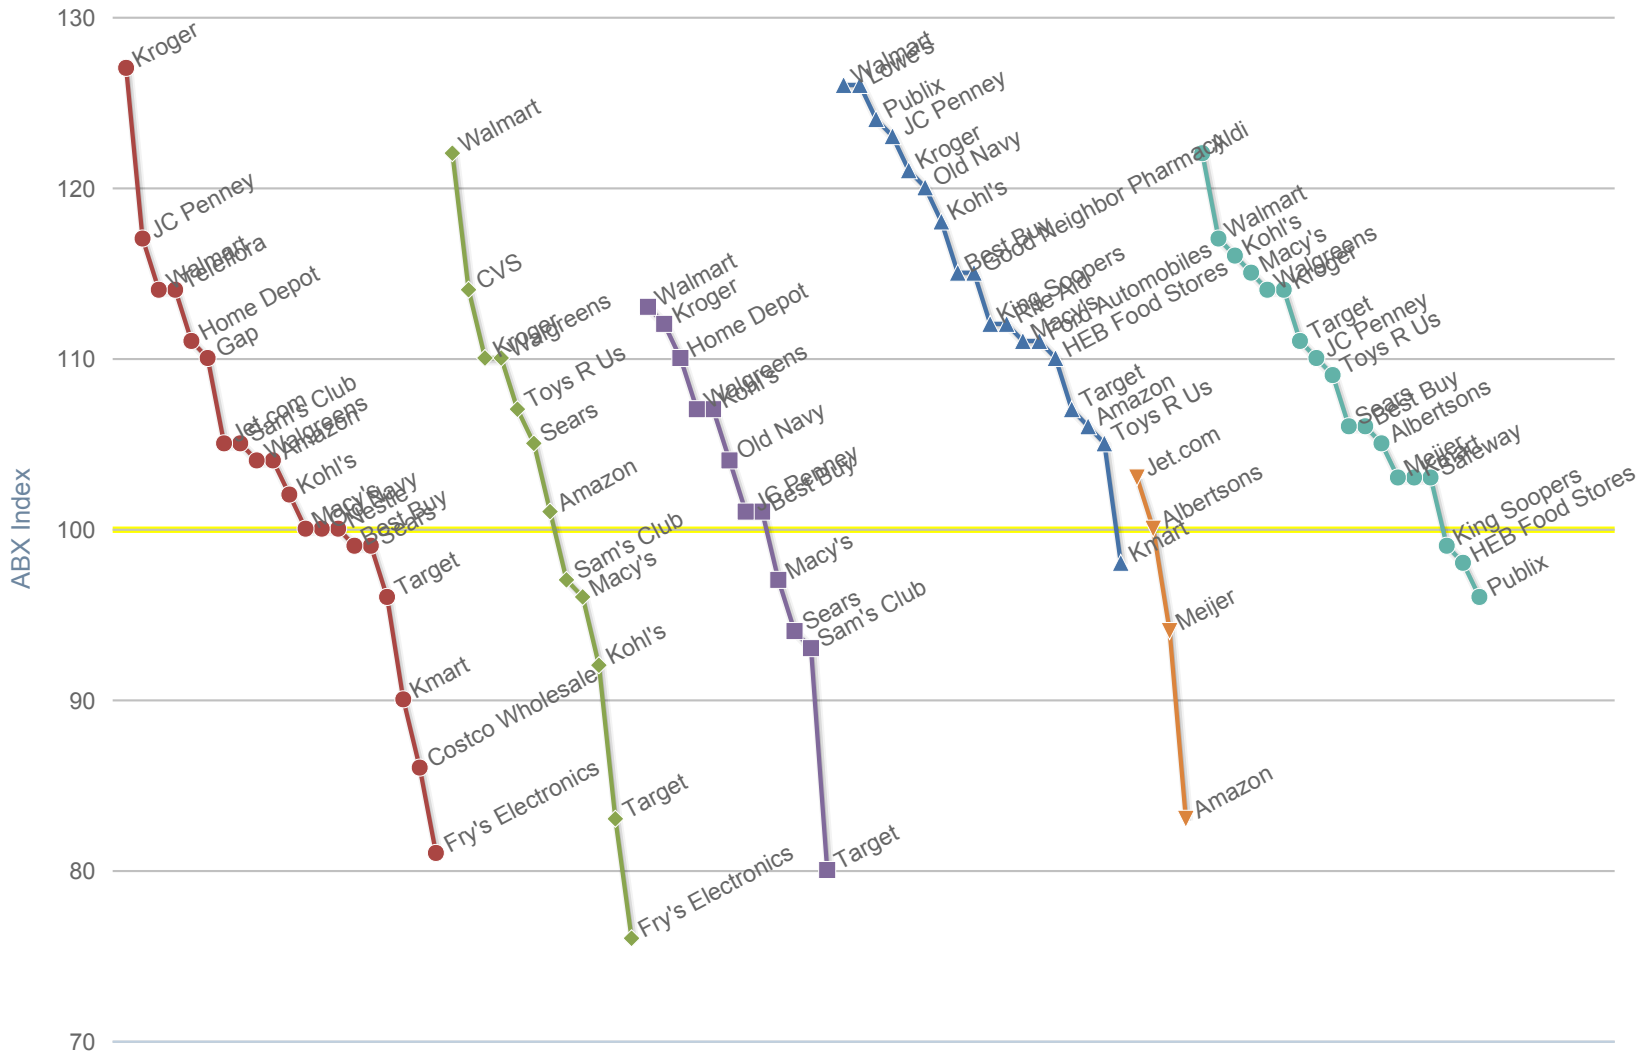 130
120
110
100
90
80
70
ABX Index
Kroger
JC Penney
Walmart
Teleflora
Home Depot
Gap
Jet.com
Sam's Club
Walgreens
Amazon
Kohl's
Macy's
Old Navy
Nestle
Best Buy
Sears
Target
Kmart
Costco Wholesale
Fry's Electronics
Walmart
CVS
Kroger
Walgreens
Toys R Us
Sears
Amazon
Sam's Club
Macy's
Kohl's
Target
Fry's Electronics
Walmart
Kroger
Home Depot
Walgreens
Kohl's
Old Navy
JC Penney
Best Buy
Macy's
Sears
Sam's Club
Target
Walmart
Lowe's
Publix
JC Penney
Kroger
Old Navy
Kohl's
Best Buy
Good Neighbor Pharmacy
King Soopers
Rite Aid
Macy's
Ford Automobiles
HEB Food Stores
Target
Amazon
Toys R Us
Kmart
Jet.com
Albertsons
Meijer
Amazon
Aldi
Walmart
Kohl's
Macy's
Walgreens
Kroger
Target
JC Penney
Toys R Us
Sears
Best Buy
Albertsons
Meijer
Kmart
Safeway
King Soopers
HEB Food Stores
Publix